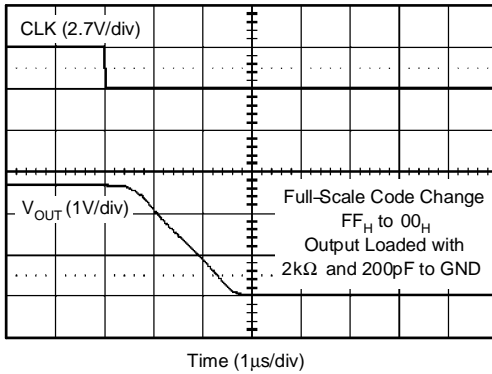 CLK (2.7V/div)
V_OUT (1V/div)
Full–Scale Code Change
FF_H to 00_H
Output Loaded with
2kΩ and 200pF to GND
Time (1µs/div)